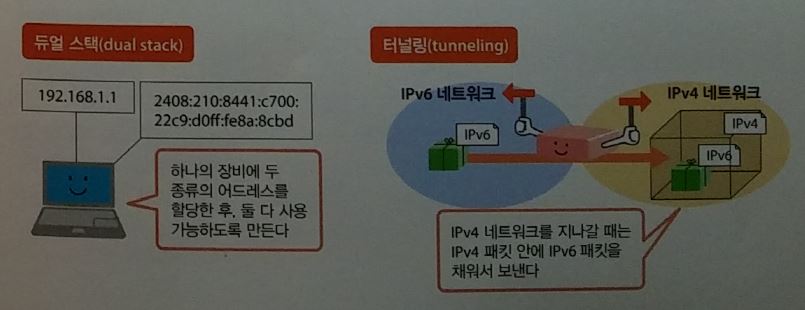 듀얼 스택(dual stack)
192.168.1.1
2408:210:8441:c700:
22c9:d0ff:fe8a:8cbd
하나의 장비에 두
종류의 어드레스를
할당한 후, 둘 다 사용
가능하도록 만든다
터널링(tunneling)
IPv6 네트워크
IPv4 네트워크
IPv6
IPv4
IPv6
IPv4 네트워크를 지나갈 때는
IPv4 패킷 안에 IPv6 패킷을
채워서 보낸다